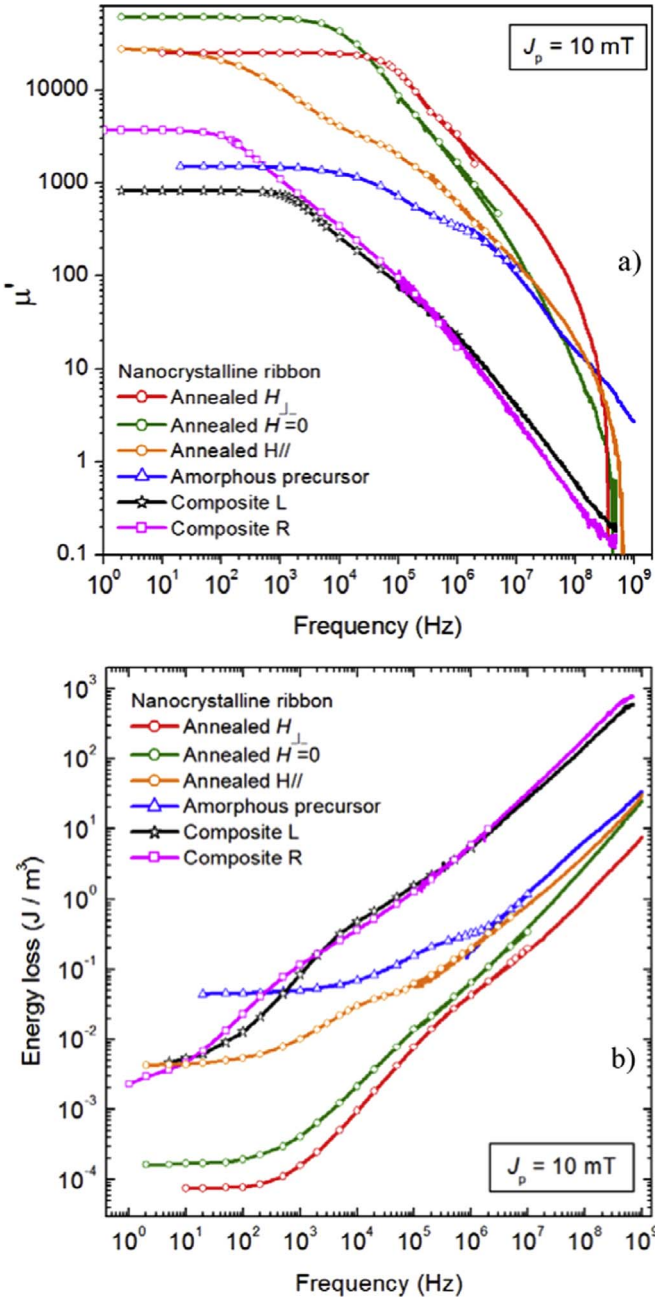 J_p = 10 mT
10000
1000
100
10
1
0.1
μ'
a)
Nanocrystalline ribbon
Annealed H⊥
Annealed H=0
Annealed H//
Amorphous precursor
Composite L
Composite R
10^0 10^1 10^2 10^3 10^4 10^5 10^6 10^7 10^8 10^9
Frequency (Hz)
10^3
10^2
10^1
10^0
10^-1
10^-2
10^-3
10^-4
Energy loss (J / m^3)
Nanocrystalline ribbon
Annealed H⊥
Annealed H=0
Annealed H//
Amorphous precursor
Composite L
Composite R
b)
J_p = 10 mT
10^0 10^1 10^2 10^3 10^4 10^5 10^6 10^7 10^8 10^9
Frequency (Hz)